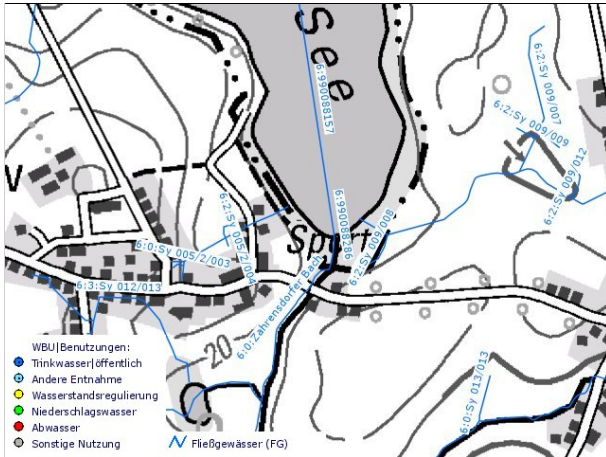 See
6:990088157
6:2:Sy 009/007
6:2:Sy 009/009
6:2:Sy 009/012
6:2:Sy 005/2/004
6:990088286
6:2:Sy 009/008
Sport
6:0:Sy 005/2/003
6:3:Sy 012/013
6:0:Zahrensdorfer Bach
20
6:0:Sy 013/013
WBU|Benutzungen:
Trinkwasser|öffentlich
Andere Entnahme
Wasserstandsregulierung
Niederschlagswasser
Abwasser
Sonstige Nutzung
Fließgewässer (FG)